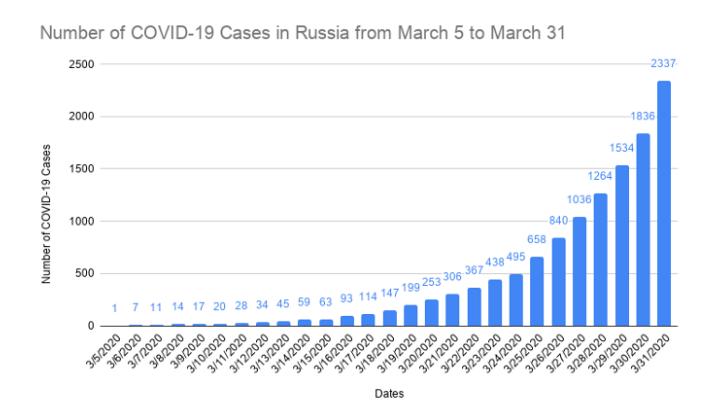 Number of COVID-19 Cases in Russia from March 5 to March 31
Number of COVID-19 Cases
2500
2000
1500
1000
500
0
1 7 11 14 17 20 28 34 45 59 63 93 114 147 199 253 306 367 438 495 658 840 1036 1264 1534 1836 2337
3/5/2020 3/6/2020 3/7/2020 3/8/2020 3/9/2020 3/10/2020 3/11/2020 3/12/2020 3/13/2020 3/14/2020 3/15/2020 3/16/2020 3/17/2020 3/18/2020 3/19/2020 3/20/2020 3/21/2020 3/22/2020 3/23/2020 3/24/2020 3/25/2020 3/26/2020 3/27/2020 3/28/2020 3/29/2020 3/30/2020 3/31/2020
Dates